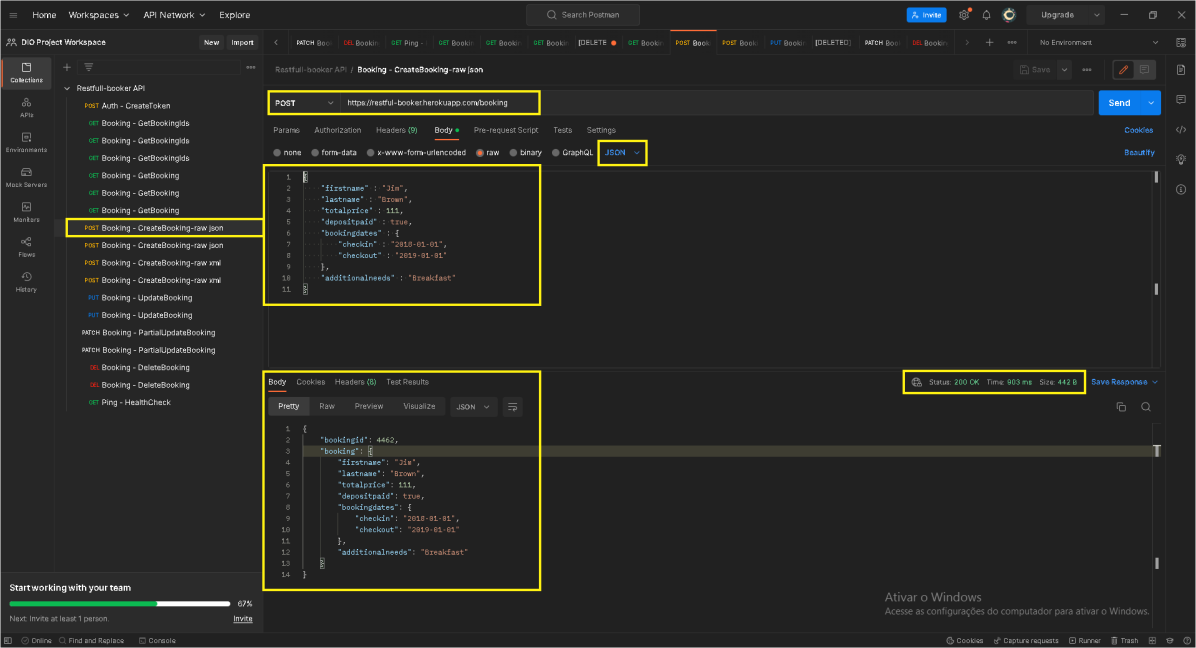 Home Workspaces API Network Explore Search Postman Invite Upgrade
DIO Project Workspace New Import PATCH Boo DEL Bookin GET Ping - GET Bookin GET Bookin GET Bookin [DELETE GET Bookin POST Book POST Book PUT Bookin [DELETED] PATCH Book DEL Bookin No Environment
Collections
APIs
Environments
Mock Servers
Monitors
Flows
History
Restfull-booker API
POST Auth - CreateToken
GET Booking - GetBookingIds
GET Booking - GetBookingIds
GET Booking - GetBookingIds
GET Booking - GetBooking
GET Booking - GetBooking
GET Booking - GetBooking
POST Booking - CreateBooking-raw json
POST Booking - CreateBooking-raw json
POST Booking - CreateBooking-raw xml
POST Booking - CreateBooking-raw xml
PUT Booking - UpdateBooking
PUT Booking - UpdateBooking
PATCH Booking - PartialUpdateBooking
PATCH Booking - PartialUpdateBooking
DEL Booking - DeleteBooking
DEL Booking - DeleteBooking
GET Ping - HealthCheck
Restfull-booker API / Booking - CreateBooking-raw json Save
POST https://restful-booker.herokuapp.com/booking Send
Params Authorization Headers (9) Body Pre-request Script Tests Settings Cookies
none form-data x-www-form-urlencoded raw binary GraphQL JSON Beautify
1 {
2 "firstname" : "Jim",
3 "lastname" : "Brown",
4 "totalprice" : 111,
5 "depositpaid" : true,
6 "bookingdates" : {
7 "checkin" : "2018-01-01",
8 "checkout" : "2019-01-01"
9 },
10 "additionalneeds" : "Breakfast"
11 }
Body Cookies Headers (8) Test Results Status: 200 OK Time: 903 ms Size: 442 B Save Response
Pretty Raw Preview Visualize JSON
1 {
2 "bookingid": 4462,
3 "booking": {
4 "firstname": "Jim",
5 "lastname": "Brown",
6 "totalprice": 111,
7 "depositpaid": true,
8 "bookingdates": {
9 "checkin": "2018-01-01",
10 "checkout": "2019-01-01"
11 },
12 "additionalneeds": "Breakfast"
13 }
14 }
Start working with your team
67%
Next: Invite at least 1 person. Invite
Ativar o Windows
Acesse as configurações do computador para ativar o Windows.
Online Find and Replace Console Cookies Capture requests Runner Trash